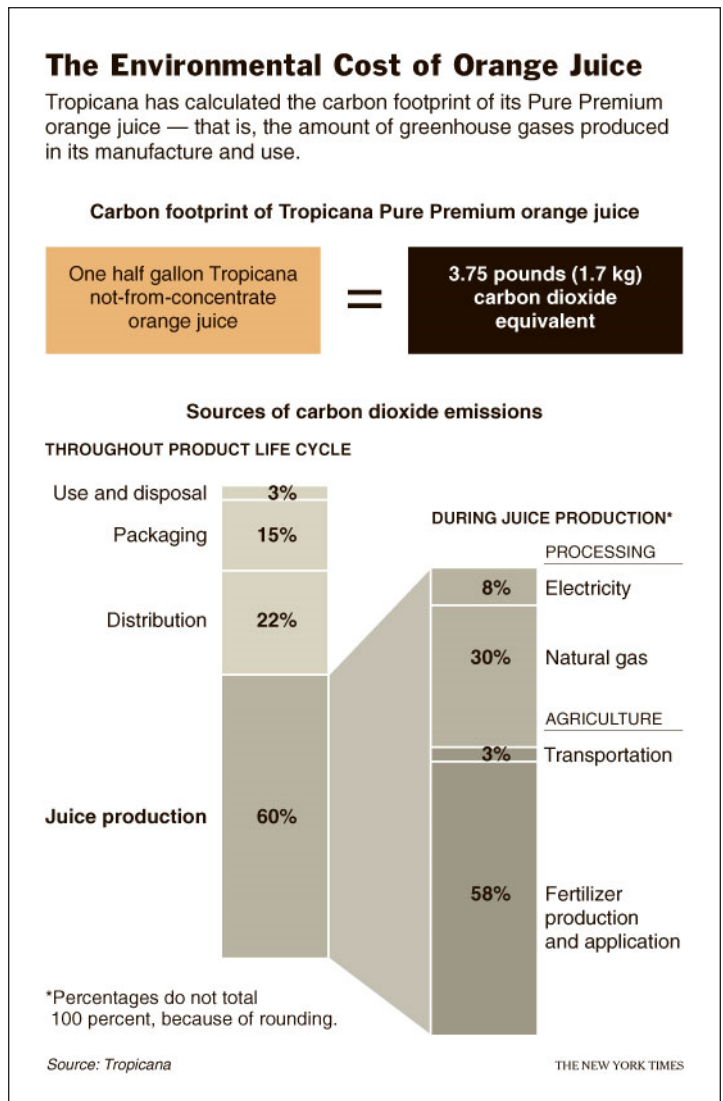 The Environmental Cost of Orange Juice
Tropicana has calculated the carbon footprint of its Pure Premium
orange juice — that is, the amount of greenhouse gases produced
in its manufacture and use.
Carbon footprint of Tropicana Pure Premium orange juice
One half gallon Tropicana
not-from-concentrate
orange juice
=
3.75 pounds (1.7 kg)
carbon dioxide
equivalent
Sources of carbon dioxide emissions
THROUGHOUT PRODUCT LIFE CYCLE
Use and disposal 3%
Packaging 15%
Distribution 22%
Juice production 60%
DURING JUICE PRODUCTION*
PROCESSING
8% Electricity
30% Natural gas
AGRICULTURE
3% Transportation
58% Fertilizer
production
and application
*Percentages do not total
100 percent, because of rounding.
Source: Tropicana
THE NEW YORK TIMES